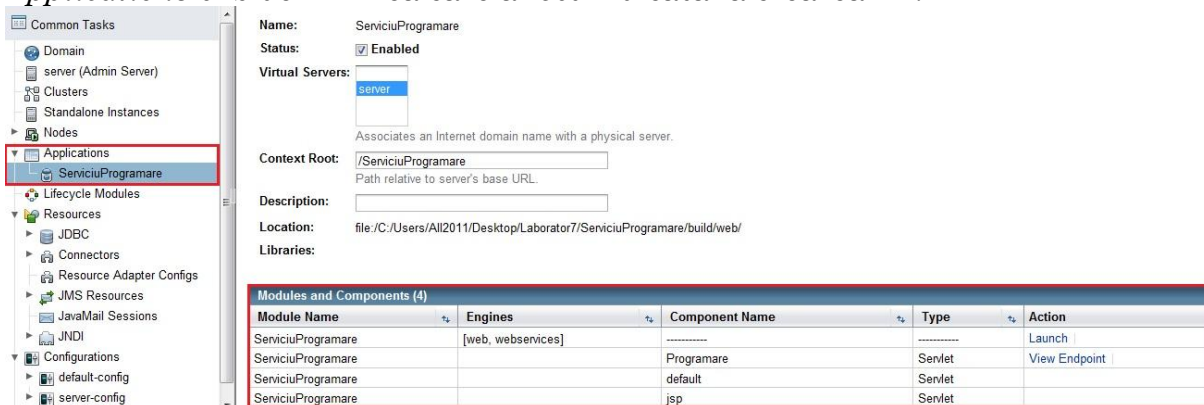 Common Tasks
Domain
server (Admin Server)
Clusters
Standalone Instances
Nodes
Applications
ServiciuProgramare
Lifecycle Modules
Resources
JDBC
Connectors
Resource Adapter Configs
JMS Resources
JavaMail Sessions
JNDI
Configurations
default-config
server-config
Name: ServiciuProgramare
Status: Enabled
Virtual Servers:
server
Associates an Internet domain name with a physical server.
Context Root: /ServiciuProgramare
Path relative to server's base URL.
Description:
Location: file:/C:/Users/All2011/Desktop/Laborator7/ServiciuProgramare/build/web/
Libraries:
Modules and Components (4)
Module Name Engines Component Name Type Action
ServiciuProgramare [web, webservices] ----------- ----------- Launch
ServiciuProgramare Programare Servlet View Endpoint
ServiciuProgramare default Servlet
ServiciuProgramare jsp Servlet